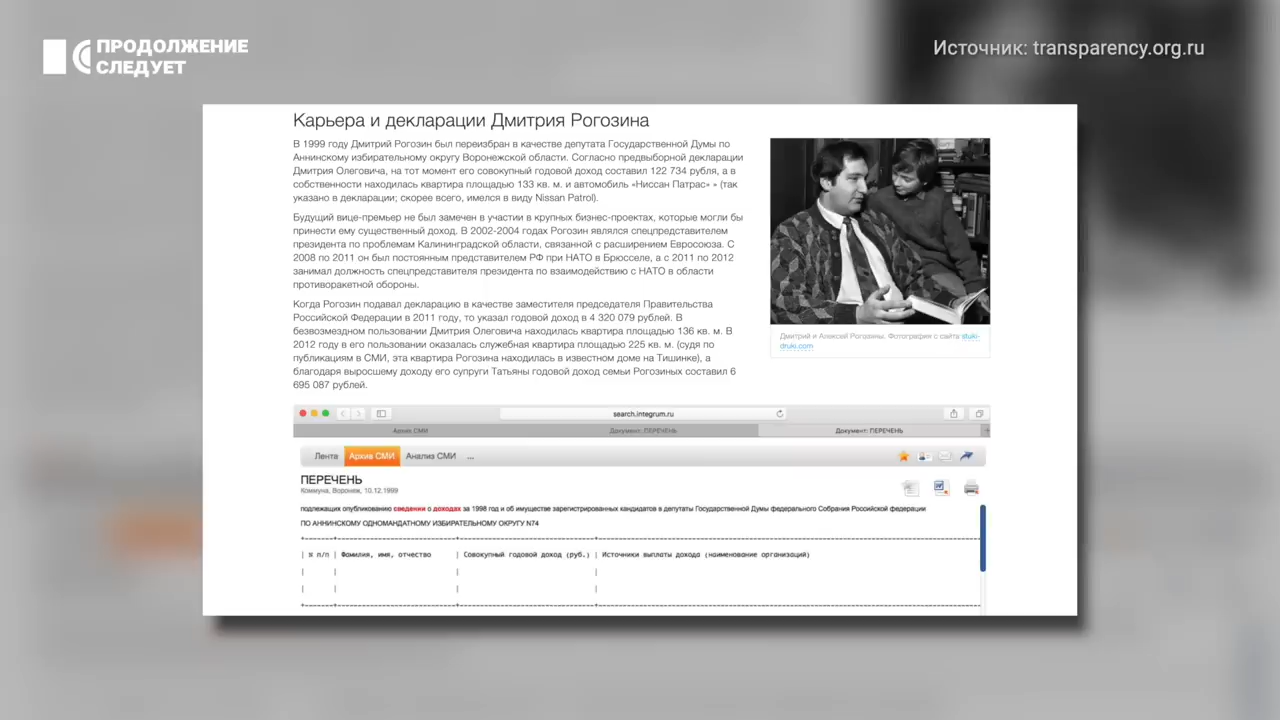 ПРОДОЛЖЕНИЕ
СЛЕДУЕТ
Источник: transparency.org.ru
Карьера и декларации Дмитрия Рогозина
В 1999 году Дмитрий Рогозин был переизбран в качестве депутата Государственной Думы по
Аннинскому избирательному округу Воронежской области. Согласно предвыборной декларации
Дмитрия Олеговича, на тот момент его совокупный годовой доход составил 122 734 рубля, а в
собственности находилась квартира площадью 133 кв. м. и автомобиль «Ниссан Патрас» » (так
указано в декларации; скорее всего, имелся в виду Nissan Patrol).
Будущий вице-премьер не был замечен в участии в крупных бизнес-проектах, которые могли бы
принести ему существенный доход. В 2002-2004 годах Рогозин являлся спецпредставителем
президента по проблемам Калининградской области, связанной с расширением Евросоюза. С
2008 по 2011 он был постоянным представителем РФ при НАТО в Брюсселе, а с 2011 по 2012
занимал должность спецпредставителя президента по взаимодействию с НАТО в области
противоракетной обороны.
Когда Рогозин подавал декларацию в качестве заместителя председателя Правительства
Российской Федерации в 2011 году, то указал годовой доход в 4 320 079 рублей. В
безвозмездном пользовании Дмитрия Олеговича находилась квартира площадью 136 кв. м. В
2012 году в его пользовании оказалась служебная квартира площадью 225 кв. м. (судя по
публикациям в СМИ, эта квартира Рогозина находилась в известном доме на Тишинке), а
благодаря выросшему доходу его супруги Татьяны годовой доход семьи Рогозиных составил 6
695 087 рублей.
Дмитрий и Алексей Рогозины. Фотография с сайта stuki-
druki.com
search.integrum.ru
Архив СМИ
Документ: ПЕРЕЧЕНЬ
Документ: ПЕРЕЧЕНЬ
Лента Архив СМИ Анализ СМИ ...
ПЕРЕЧЕНЬ
Коммуна, Воронеж, 10.12.1999
подлежащих опубликованию сведении о доходах за 1998 год и об имуществе зарегистрированных кандидатов в депутаты Государственной Думы федерального Собрания Российской федерации
ПО АННИНСКОМУ ОДНОМАНДАТНОМУ ИЗБИРАТЕЛЬНОМУ ОКРУГУ N74
| N п/п | Фамилия, имя, отчество | Совокупный годовой доход (руб.) | Источники выплаты дохода (наименование организаций)